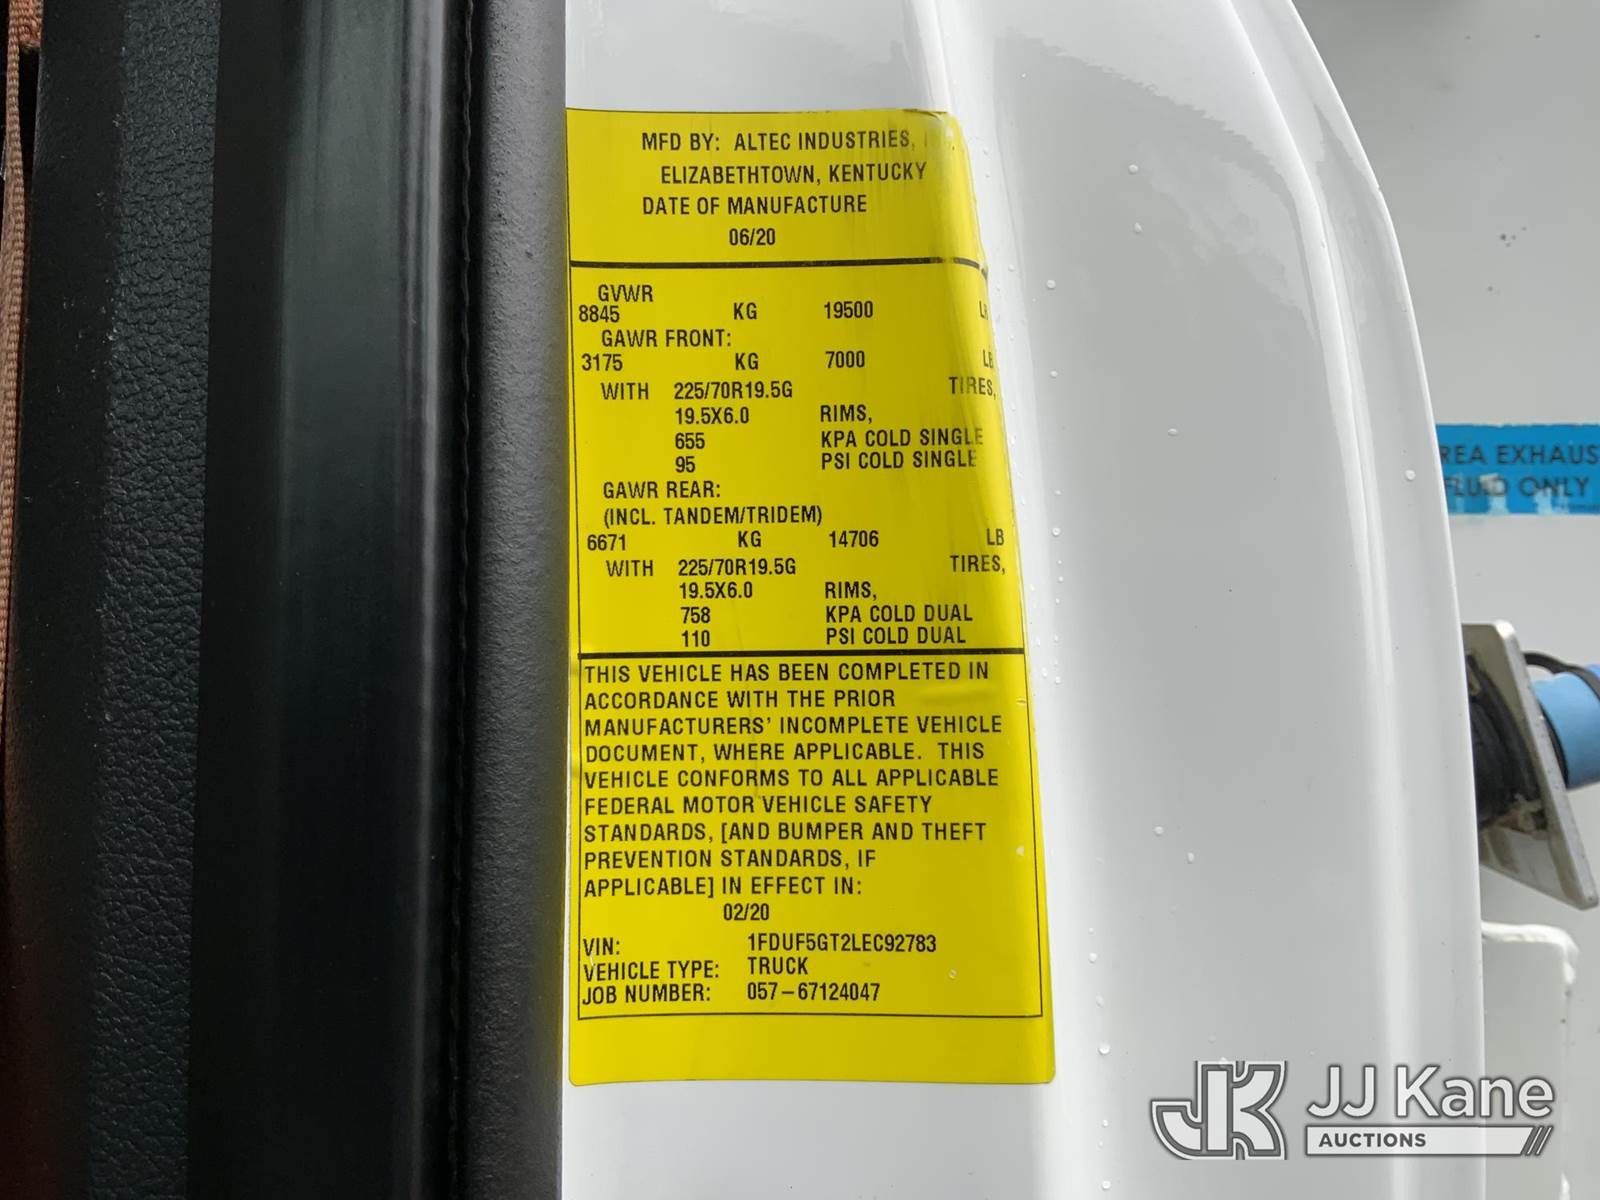 MFD BY: ALTEC INDUSTRIES,
ELIZABETHTOWN, KENTUCKY
DATE OF MANUFACTURE
06/20
GVWR
8845 KG 19500
GAWR FRONT:
3175 KG 7000 LB
WITH 225/70R19.5G TIRES,
19.5X6.0 RIMS,
655 KPA COLD SINGLE
95 PSI COLD SINGLE
GAWR REAR:
(INCL. TANDEM/TRIDEM)
6671 KG 14706 LB
WITH 225/70R19.5G TIRES,
19.5X6.0 RIMS,
758 KPA COLD DUAL
110 PSI COLD DUAL
THIS VEHICLE HAS BEEN COMPLETED IN
ACCORDANCE WITH THE PRIOR
MANUFACTURERS' INCOMPLETE VEHICLE
DOCUMENT, WHERE APPLICABLE. THIS
VEHICLE CONFORMS TO ALL APPLICABLE
FEDERAL MOTOR VEHICLE SAFETY
STANDARDS, [AND BUMPER AND THEFT
PREVENTION STANDARDS, IF
APPLICABLE] IN EFFECT IN:
02/20
VIN: 1FDUF5GT2LEC92783
VEHICLE TYPE: TRUCK
JOB NUMBER: 057-67124047
REA EXHAUS
FLUID ONLY
JK JJ Kane
AUCTIONS